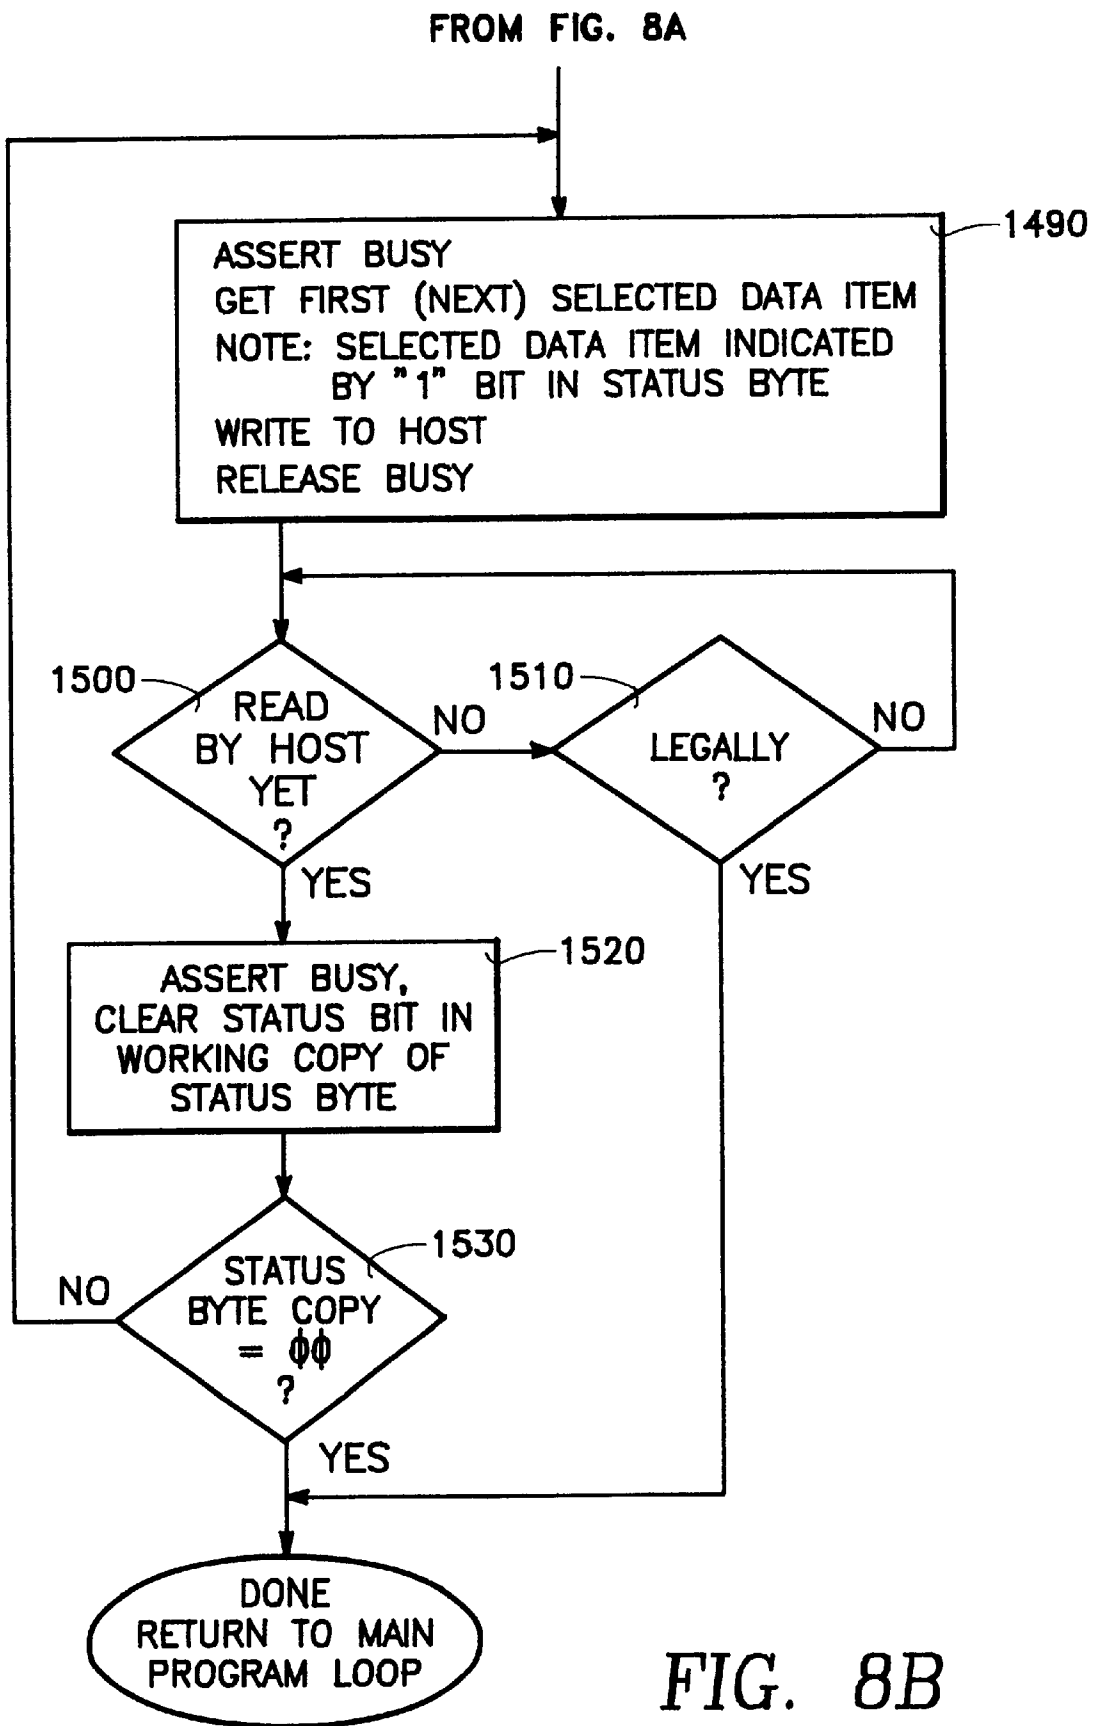 FROM FIG. 8A
1490
ASSERT BUSY
GET FIRST (NEXT) SELECTED DATA ITEM
NOTE: SELECTED DATA ITEM INDICATED
BY "1" BIT IN STATUS BYTE
WRITE TO HOST
RELEASE BUSY
1500
READ
BY HOST
YET
?
NO
YES
1510
LEGALLY
?
NO
YES
1520
ASSERT BUSY,
CLEAR STATUS BIT IN
WORKING COPY OF
STATUS BYTE
1530
STATUS
BYTE COPY
= ϕϕ
?
NO
YES
DONE
RETURN TO MAIN
PROGRAM LOOP
FIG. 8B